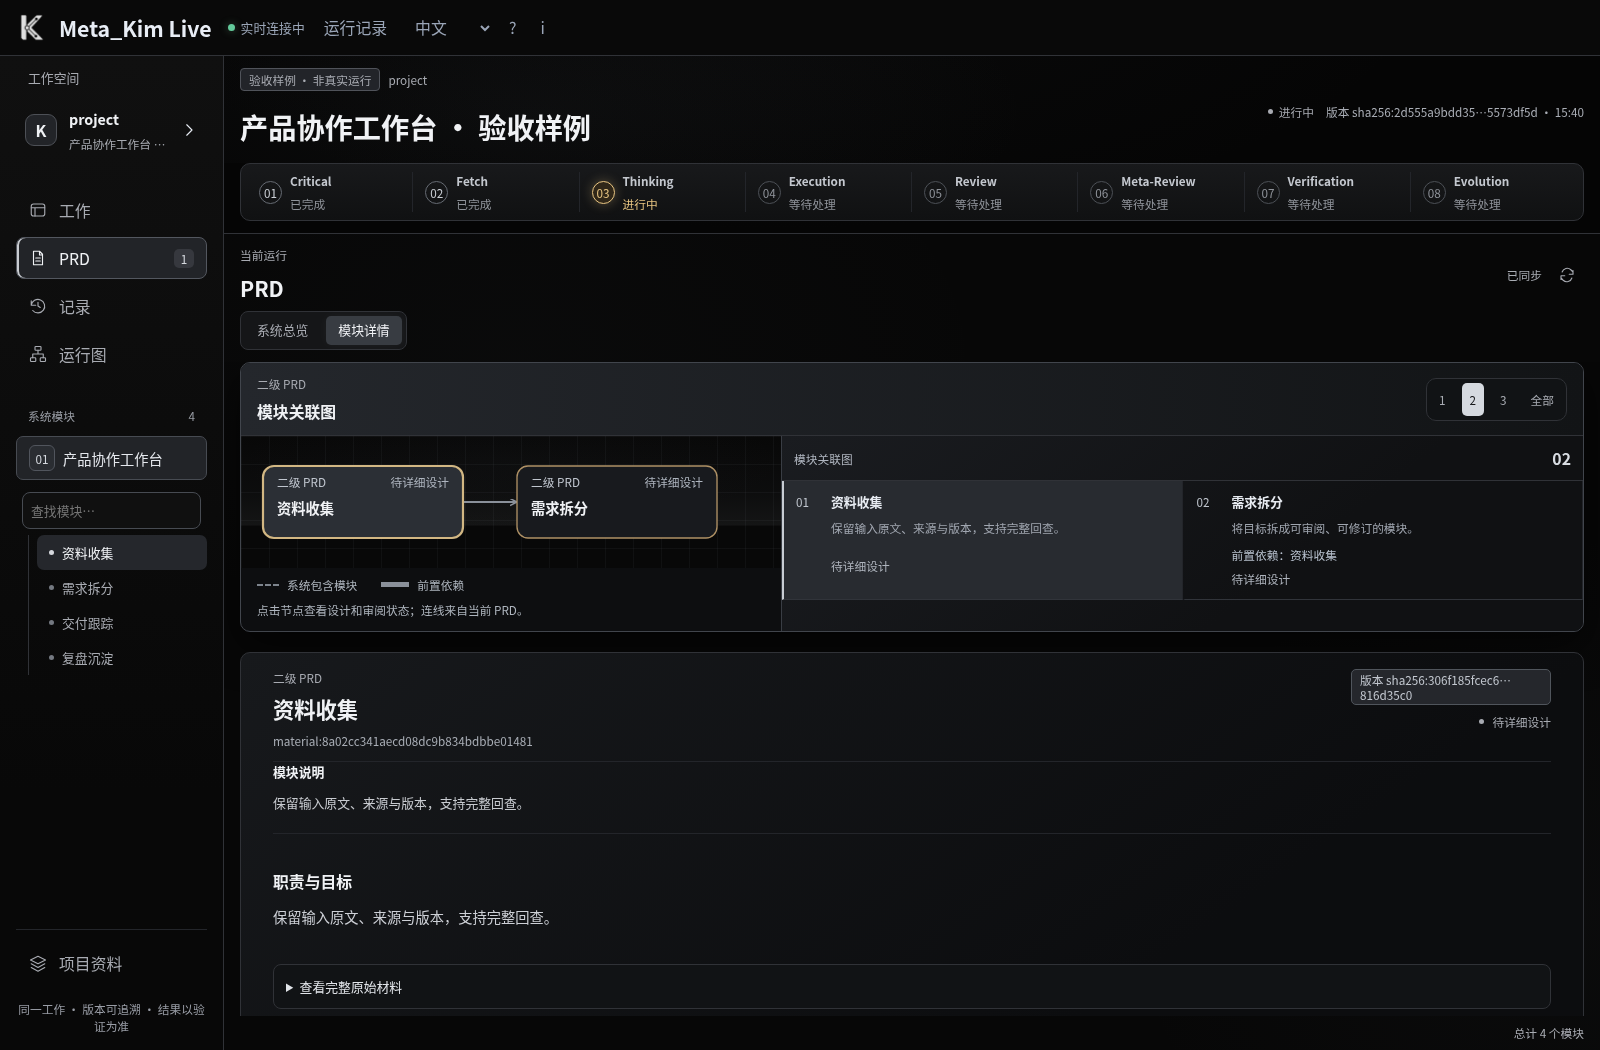 Meta_Kim Live
实时连接中
运行记录
中文
?
i
工作空间
K
project
产品协作工作台 ···
工作
PRD
1
记录
运行图
系统模块
4
01
产品协作工作台
查找模块···
资料收集
需求拆分
交付跟踪
复盘沉淀
项目资料
同一工作 · 版本可追溯 · 结果以验
证为准
验收样例 · 非真实运行
project
产品协作工作台 · 验收样例
进行中
版本 sha256:2d555a9bdd35···5573df5d · 15:40
01
Critical
已完成
02
Fetch
已完成
03
Thinking
进行中
04
Execution
等待处理
05
Review
等待处理
06
Meta-Review
等待处理
07
Verification
等待处理
08
Evolution
等待处理
当前运行
PRD
已同步
系统总览
模块详情
二级 PRD
模块关联图
1
2
3
全部
二级 PRD
待详细设计
资料收集
二级 PRD
待详细设计
需求拆分
系统包含模块
前置依赖
点击节点查看设计和审阅状态；连线来自当前 PRD。
模块关联图
02
01
资料收集
保留输入原文、来源与版本，支持完整回查。
待详细设计
02
需求拆分
将目标拆成可审阅、可修订的模块。
前置依赖：资料收集
待详细设计
二级 PRD
资料收集
material:8a02cc341aecd08dc9b834bdbbe01481
版本 sha256:306f185fcec6···
816d35c0
待详细设计
模块说明
保留输入原文、来源与版本，支持完整回查。
职责与目标
保留输入原文、来源与版本，支持完整回查。
查看完整原始材料
总计 4 个模块